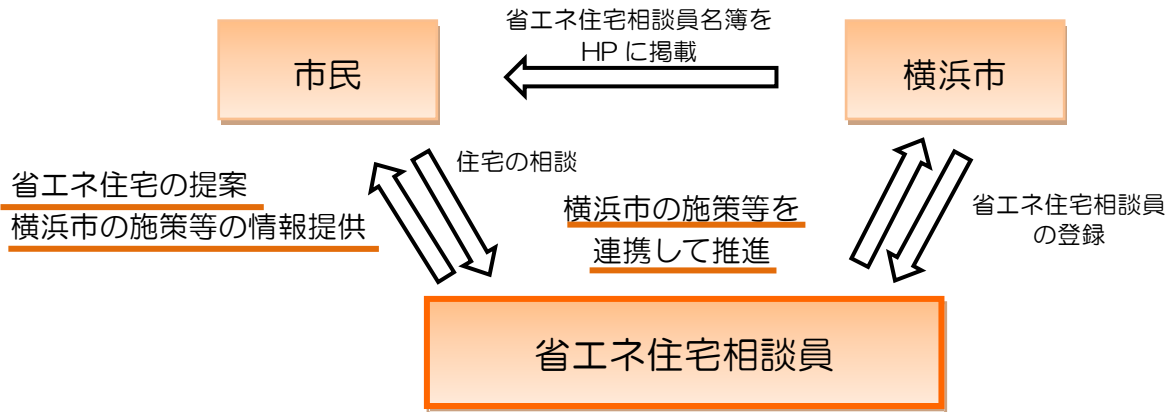 省エネ住宅相談員名簿を
HPに掲載
市民
横浜市
住宅の相談
省エネ住宅の提案
横浜市の施策等の情報提供
横浜市の施策等を
連携して推進
省エネ住宅相談員
の登録
省エネ住宅相談員